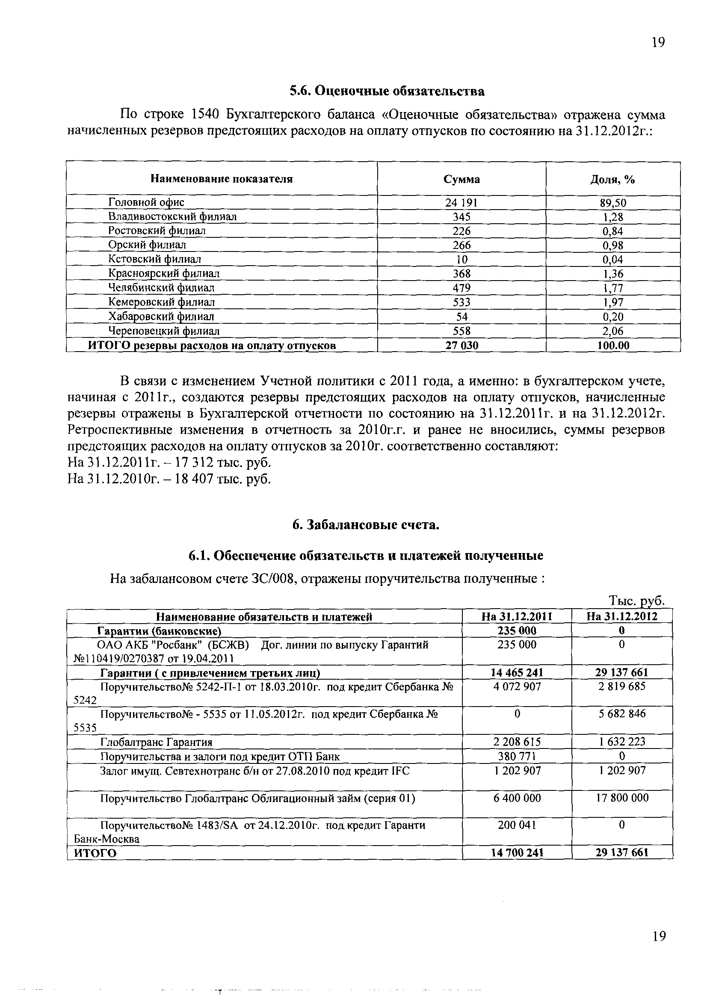 19
5.6. Оценочные обязательства
По строке 1540 Бухгалтерского баланса «Оценочные обязательства» отражена сумма
начисленных резервов предстоящих расходов на оплату отпусков по состоянию на 31.12.2012г.:
Наименование показателя Сумма Доля, %
Головной офис 24 191 89,50
Владивостокский филиал 345 1,28
Ростовский филиал 226 0,84
Орский филиал 266 0,98
Кстовский филиал 10 0,04
Красноярский филиал 368 1,36
Челябинский филиал 479 1,77
Кемеровский филиал 533 1,97
Хабаровский филиал 54 0,20
Череповецкий филиал 558 2,06
ИТОГО резервы расходов на оплату отпусков 27 030 100.00
В связи с изменением Учетной политики с 2011 года, а именно: в бухгалтерском учете,
начиная с 2011г., создаются резервы предстоящих расходов на оплату отпусков, начисленные
резервы отражены в Бухгалтерской отчетности по состоянию на 31.12.2011г. и на 31.12.2012г.
Ретроспективные изменения в отчетность за 2010г.г. и ранее не вносились, суммы резервов
предстоящих расходов на оплату отпусков за 2010г. соответственно составляют:
На 31.12.2011г. – 17 312 тыс. руб.
На 31.12.2010г. – 18 407 тыс. руб.
6. Забалансовые счета.
6.1. Обеспечение обязательств и платежей полученные
На забалансовом счете ЗС/008, отражены поручительства полученные :
Тыс. руб.
Наименование обязательств и платежей На 31.12.2011 На 31.12.2012
Гарантии (банковские) 235 000 0
ОАО АКБ "Росбанк" (БСЖВ) Дог. линии по выпуску Гарантий 235 000 0
№110419/0270387 от 19.04.2011
Гарантии ( с привлечением третьих лиц) 14 465 241 29 137 661
Поручительство№ 5242-П-1 от 18.03.2010г. под кредит Сбербанка № 4 072 907 2 819 685
5242
Поручительство№ - 5535 от 11.05.2012г. под кредит Сбербанка № 0 5 682 846
5535
Глобалтранс Гарантия 2 208 615 1 632 223
Поручительства и залоги под кредит ОТП Банк 380 771 0
Залог имущ. Севтехнотранс б/н от 27.08.2010 под кредит IFC 1 202 907 1 202 907
Поручительство Глобалтранс Облигационный займ (серия 01) 6 400 000 17 800 000
Поручительство№ 1483/SA от 24.12.2010г. под кредит Гаранти 200 041 0
Банк-Москва
ИТОГО 14 700 241 29 137 661
19